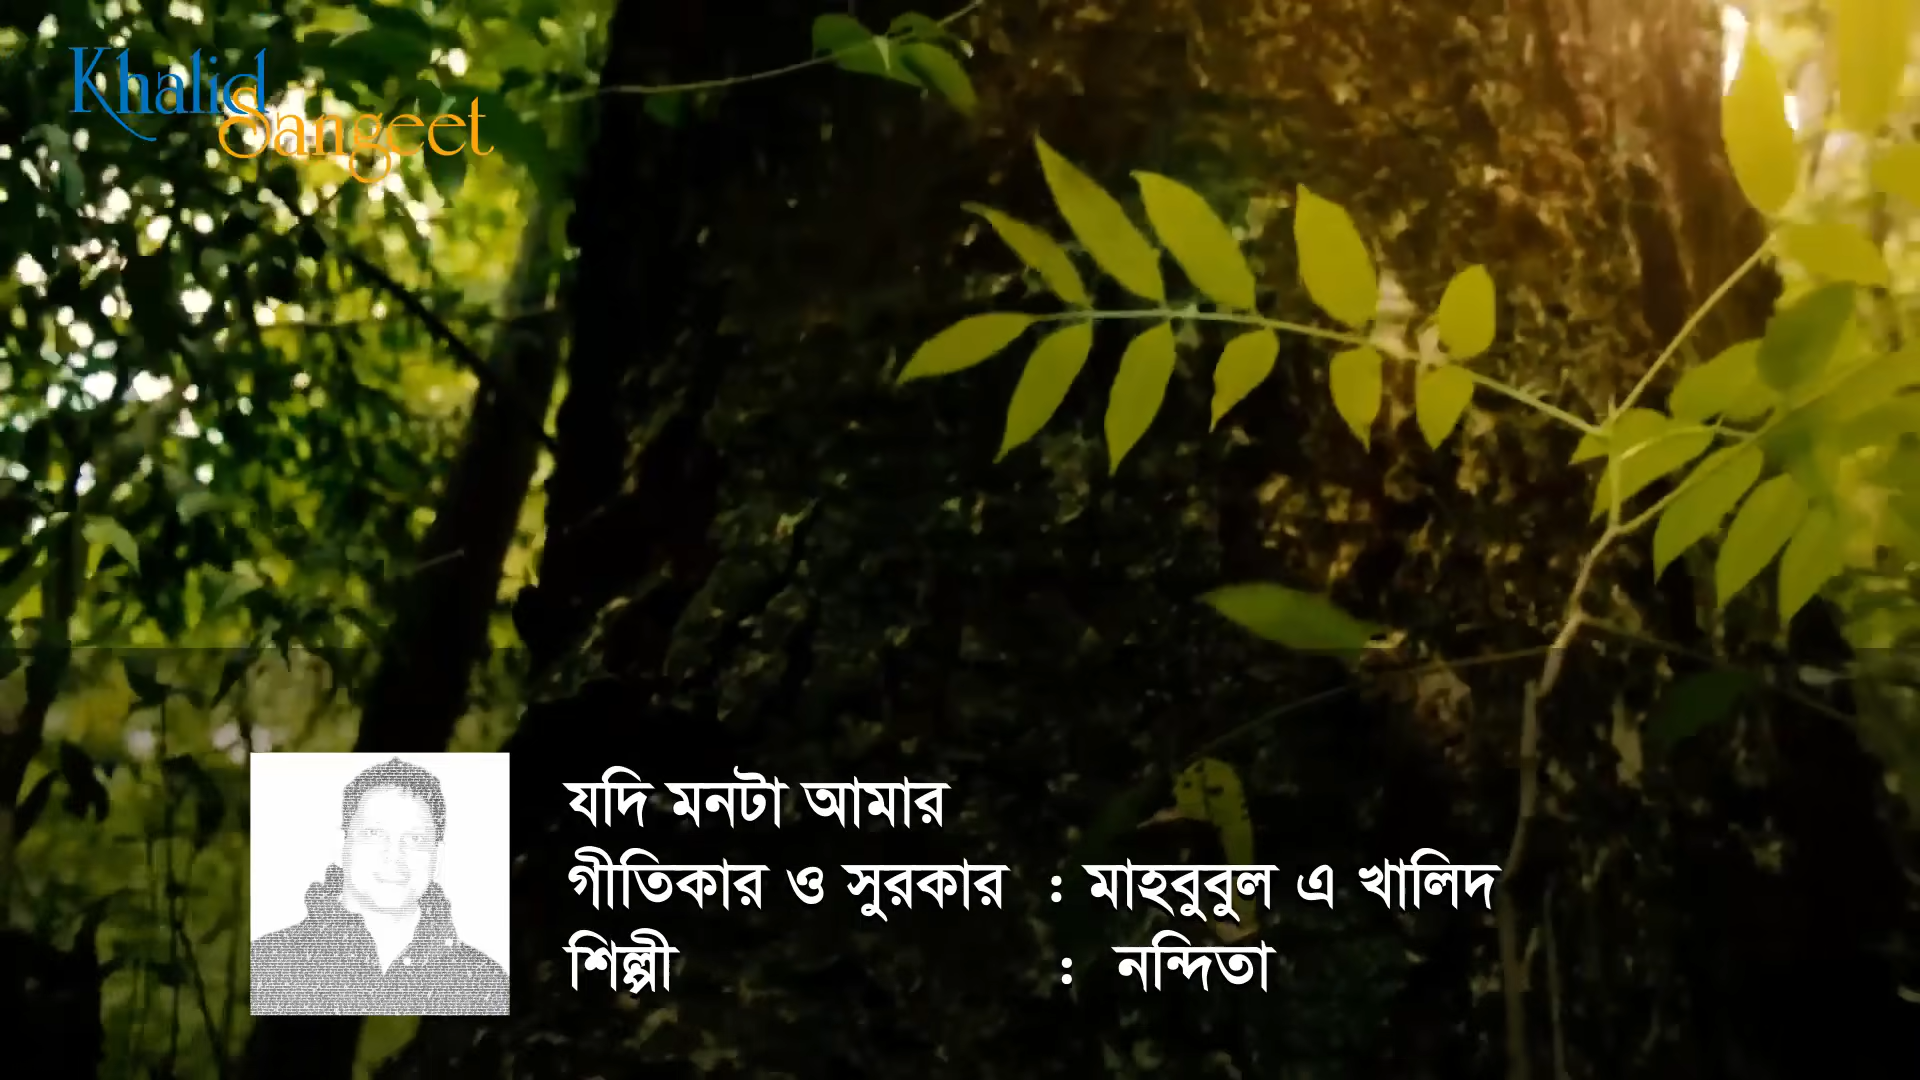 Khalid
Sangeet
যদি মনটা আমার
গীতিকার ও সুরকার : মাহবুবুল এ খালিদ
শিল্পী : নন্দিতা